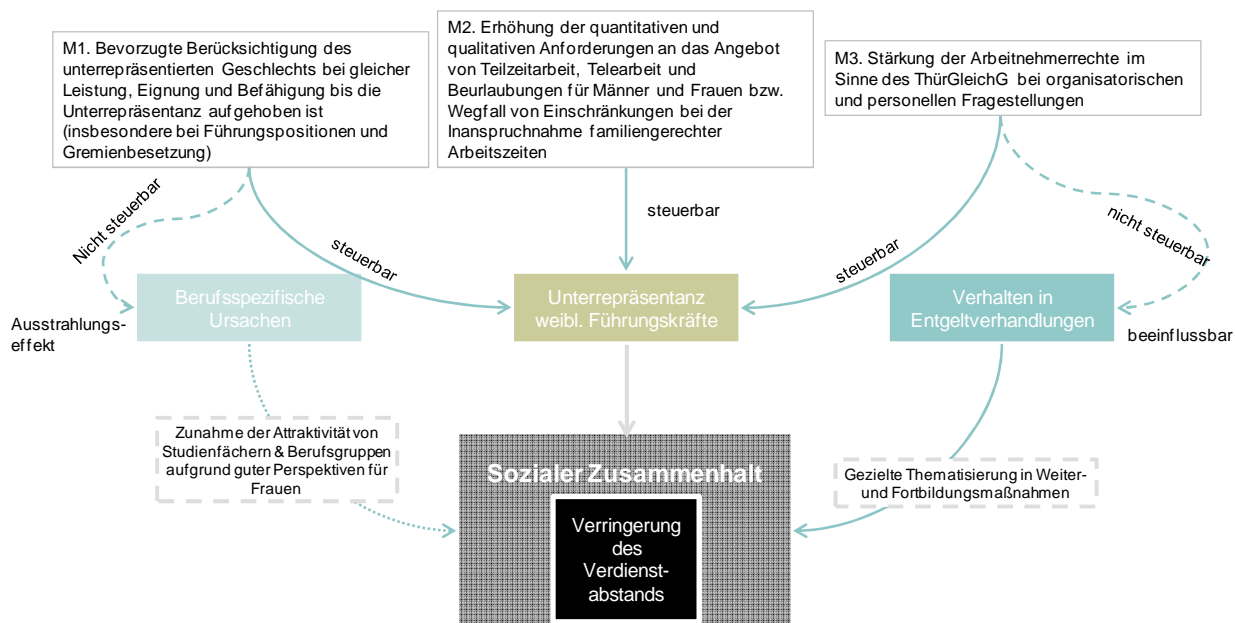 M1. Bevorzugte Berücksichtigung des
unterrepräsentierten Geschlechts bei gleicher
Leistung, Eignung und Befähigung bis die
Unterrepräsentanz aufgehoben ist
(insbesondere bei Führungspositionen und
Gremienbesetzung)
M2. Erhöhung der quantitativen und
qualitativen Anforderungen an das Angebot
von Teilzeitarbeit, Telearbeit und
Beurlaubungen für Männer und Frauen bzw.
Wegfall von Einschränkungen bei der
Inanspruchnahme familiengerechter
Arbeitszeiten
M3. Stärkung der Arbeitnehmerrechte im
Sinne des ThürGleichG bei organisatorischen
und personellen Fragestellungen
Nicht steuerbar
steuerbar
steuerbar
steuerbar
nicht steuerbar
Berufsspezifische
Ursachen
Unterrepräsentanz
weibl. Führungskräfte
Verhalten in
Entgeltverhandlungen
Ausstrahlungs-
effekt
beeinflussbar
Zunahme der Attraktivität von
Studienfächern & Berufsgruppen
aufgrund guter Perspektiven für
Frauen
Gezielte Thematisierung in Weiter-
und Fortbildungsmaßnahmen
Sozialer Zusammenhalt
Verringerung
des
Verdienst-
abstands